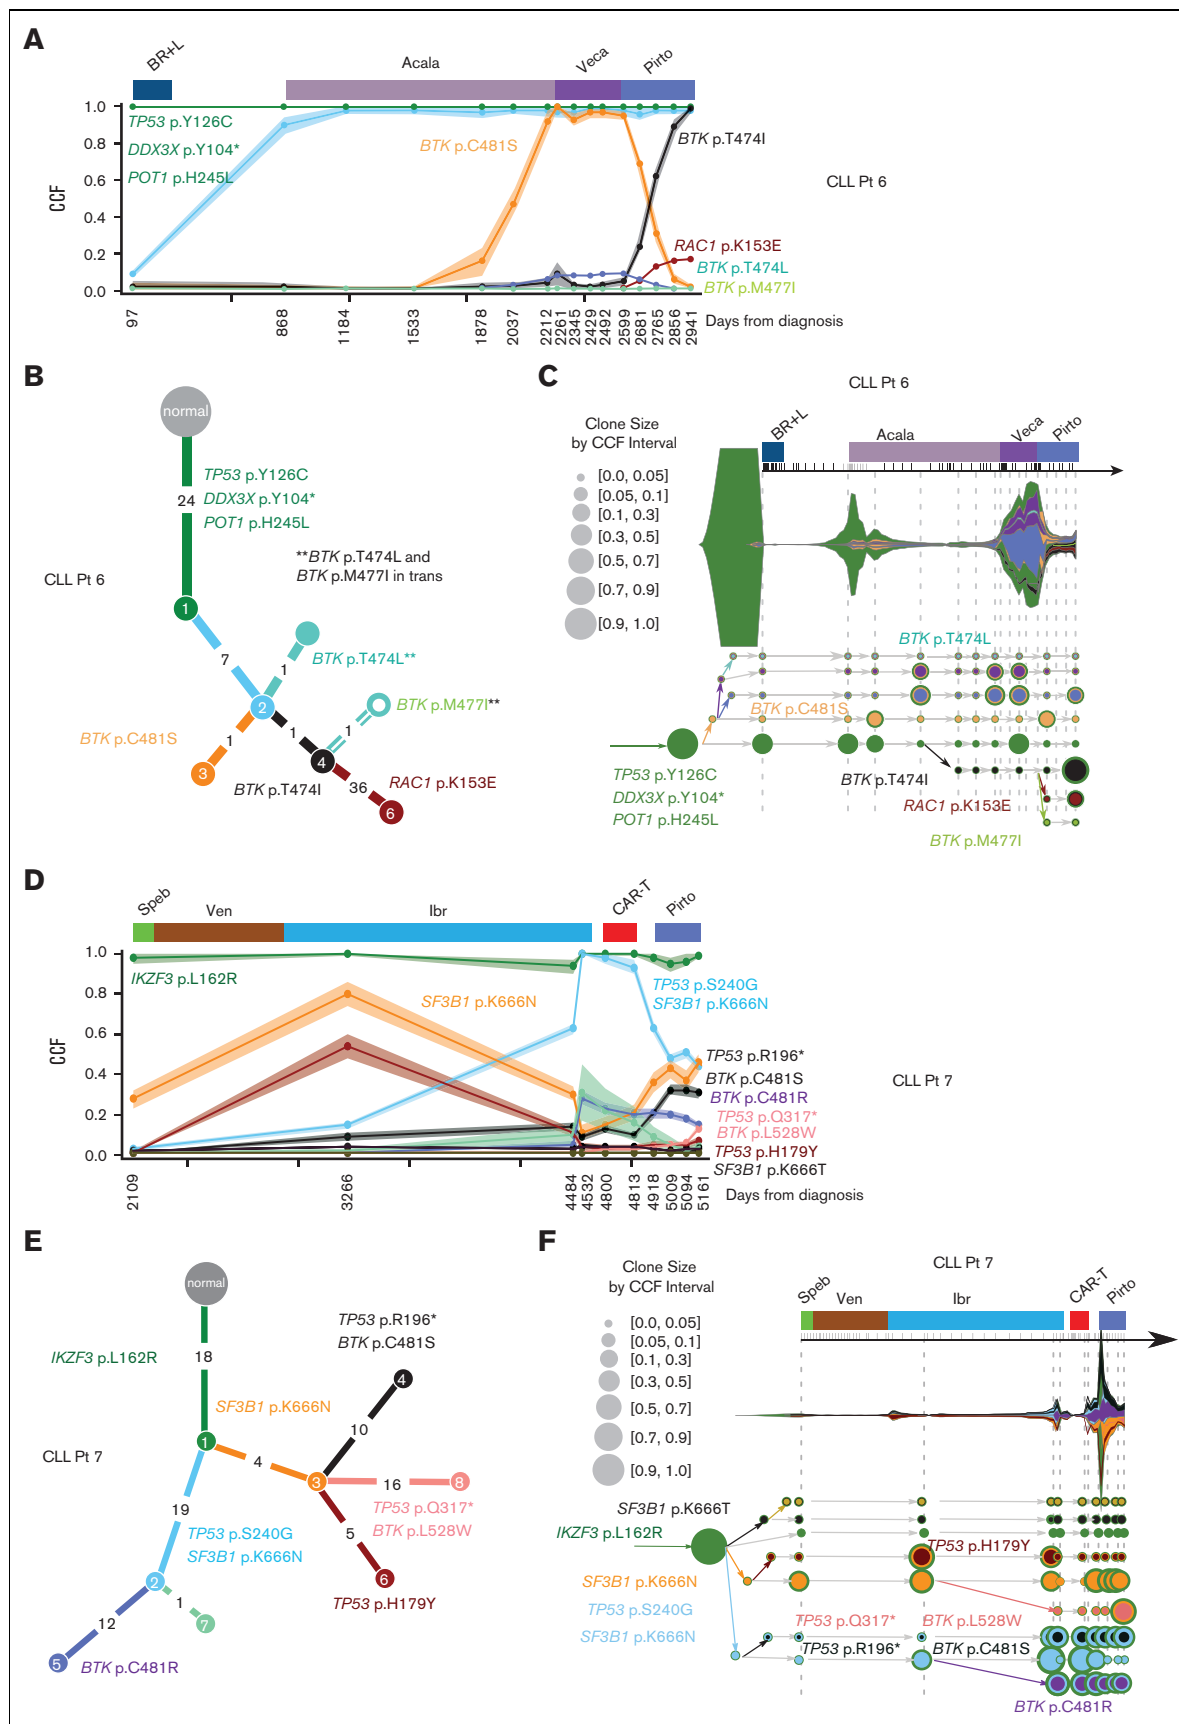 A
BR+L
Acala
Veca
Pirto
1.0
0.8
0.6
0.4
0.2
0.0
CCF
TP53 p.Y126C
DDX3X p.Y104*
POT1 p.H245L
BTK p.C481S
BTK p.T474I
RAC1 p.K153E
BTK p.T474L
BTK p.M477I
CLL Pt 6
97
868
1184
1533
1878
2037
2212
2261
2345
2429
2492
2599
2681
2765
2856
2941
Days from diagnosis
B
normal
24
TP53 p.Y126C
DDX3X p.Y104*
POT1 p.H245L
**BTK p.T474L and
BTK p.M477I in trans
CLL Pt 6
1
7
1
BTK p.T474L**
2
BTK p.M477I**
BTK p.C481S
1
1
1
3
4
BTK p.T474I
36
RAC1 p.K153E
6
C
CLL Pt 6
Clone Size
by CCF Interval
[0.0, 0.05]
[0.05, 0.1]
[0.1, 0.3]
[0.3, 0.5]
[0.5, 0.7]
[0.7, 0.9]
[0.9, 1.0]
BR+L
Acala
Veca
Pirto
BTK p.T474L
BTK p.C481S
TP53 p.Y126C
DDX3X p.Y104*
POT1 p.H245L
BTK p.T474I
RAC1 p.K153E
BTK p.M477I
D
Speb
Ven
Ibr
CAR-T
Pirto
1.0
0.8
0.6
0.4
0.2
0.0
CCF
IKZF3 p.L162R
SF3B1 p.K666N
TP53 p.S240G
SF3B1 p.K666N
TP53 p.R196*
BTK p.C481S
BTK p.C481R
TP53 p.Q317*
BTK p.L528W
TP53 p.H179Y
SF3B1 p.K666T
CLL Pt 7
2109
3266
4484
4532
4800
4813
4918
5009
5094
5161
Days from diagnosis
E
normal
IKZF3 p.L162R
18
TP53 p.R196*
BTK p.C481S
4
SF3B1 p.K666N
10
1
CLL Pt 7
4
3
16
8
19
TP53 p.Q317*
BTK p.L528W
5
TP53 p.S240G
SF3B1 p.K666N
6
TP53 p.H179Y
2
1
7
12
5
BTK p.C481R
F
CLL Pt 7
Clone Size
by CCF Interval
[0.0, 0.05]
[0.05, 0.1]
[0.1, 0.3]
[0.3, 0.5]
[0.5, 0.7]
[0.7, 0.9]
[0.9, 1.0]
Speb
Ven
Ibr
CAR-T
Pirto
SF3B1 p.K666T
IKZF3 p.L162R
TP53 p.H179Y
SF3B1 p.K666N
TP53 p.S240G
SF3B1 p.K666N
TP53 p.Q317*
BTK p.L528W
TP53 p.R196*
BTK p.C481S
BTK p.C481R